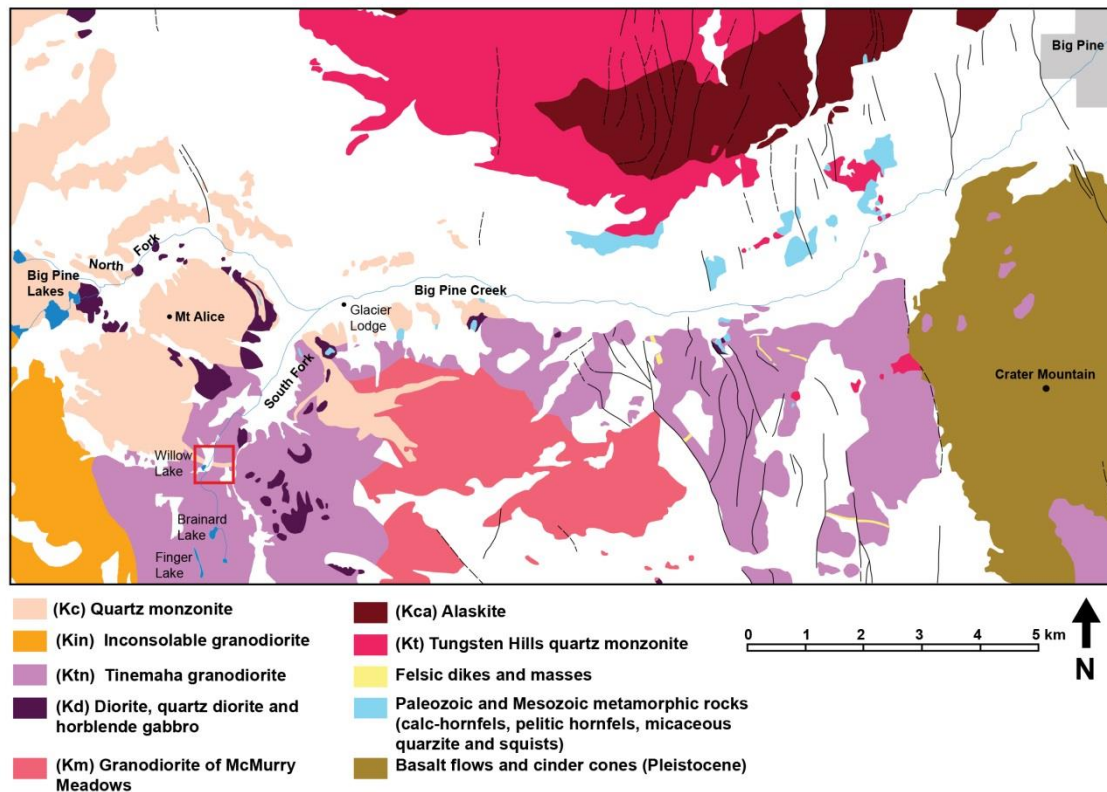 Big Pine
North Fork
Big Pine
Lakes
Mt Alice
Big Pine Creek
Glacier
Lodge
South Fork
Crater Mountain
Willow
Lake
Brainard
Lake
Finger
Lake
(Kc) Quartz monzonite
(Kin) Inconsolable granodiorite
(Ktn) Tinemaha granodiorite
(Kd) Diorite, quartz diorite and
horblende gabbro
(Km) Granodiorite of McMurry
Meadows
(Kca) Alaskite
(Kt) Tungsten Hills quartz monzonite
Felsic dikes and masses
Paleozoic and Mesozoic metamorphic rocks
(calc-hornfels, pelitic hornfels, micaceous
quarzite and squists)
Basalt flows and cinder cones (Pleistocene)
0 1 2 3 4 5 km
N